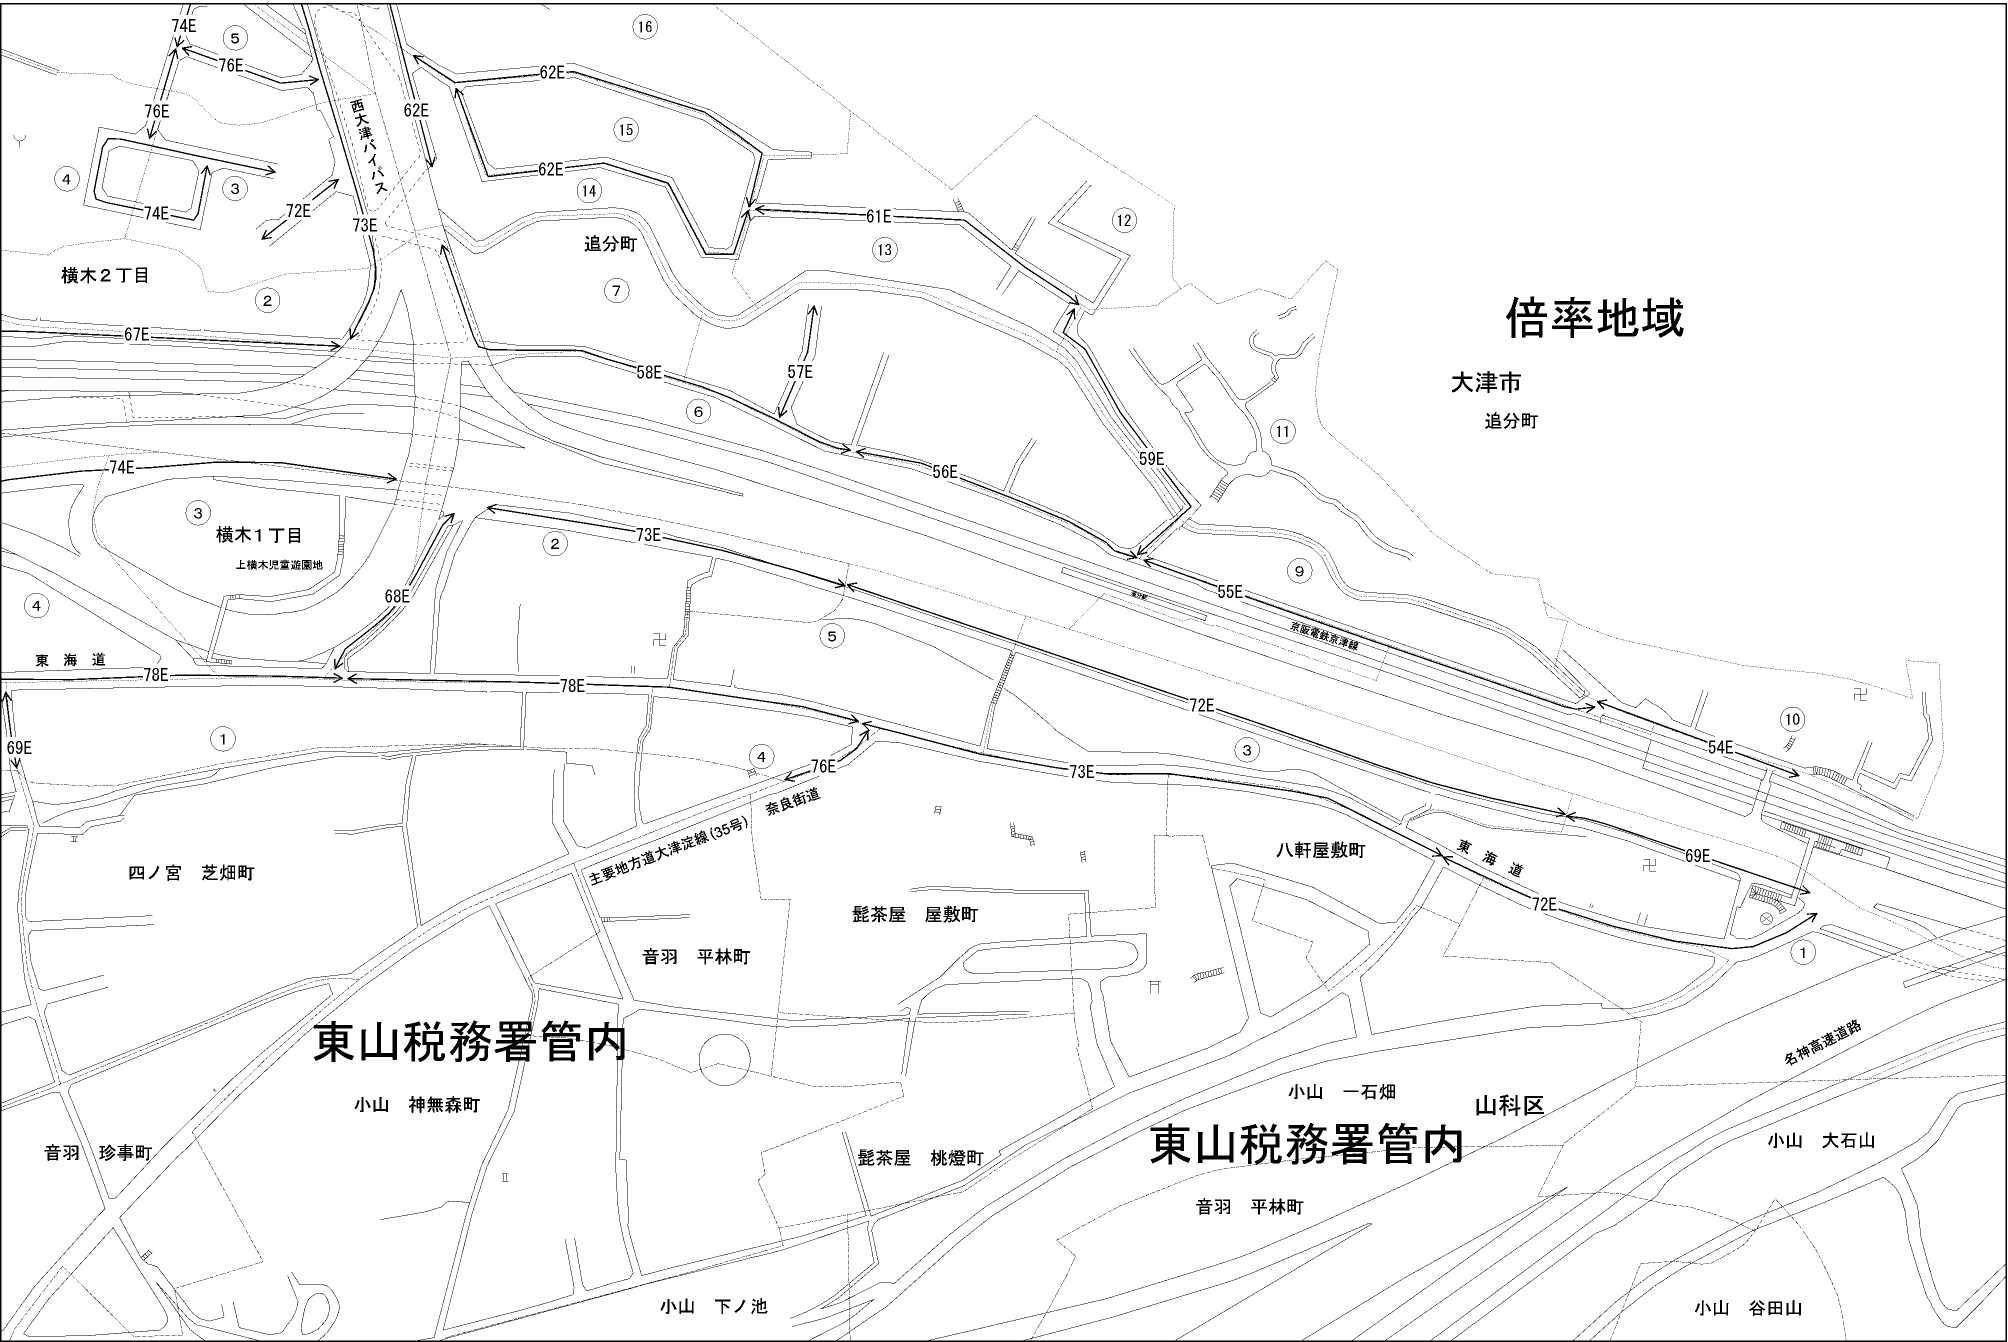 74E
⑤
⑯
76E
62E
76E
62E
西大津バイパス
⑮
④
③
74E
62E
⑭
72E
73E
61E
⑫
追分町
⑬
横木2丁目
②
⑦
倍率地域
67E
58E
57E
大津市
⑥
追分町
⑪
74E
56E
59E
③
横木1丁目
73E
②
上横木児童遊園地
⑨
④
68E
55E
追分駅
京阪電鉄京津線
⑤
東海道
78E
78E
72E
⑩
69E
①
④
③
54E
76E
73E
奈良街道
主要地方道大津淀線(35号)
八軒屋敷町
東海道
69E
四ノ宮 芝畑町
72E
髭茶屋 屋敷町
音羽 平林町
①
東山税務署管内
名神高速道路
小山 一石畑
小山 神無森町
山科区
東山税務署管内
小山 大石山
音羽 珍事町
髭茶屋 桃燈町
音羽 平林町
小山 下ノ池
小山 谷田山